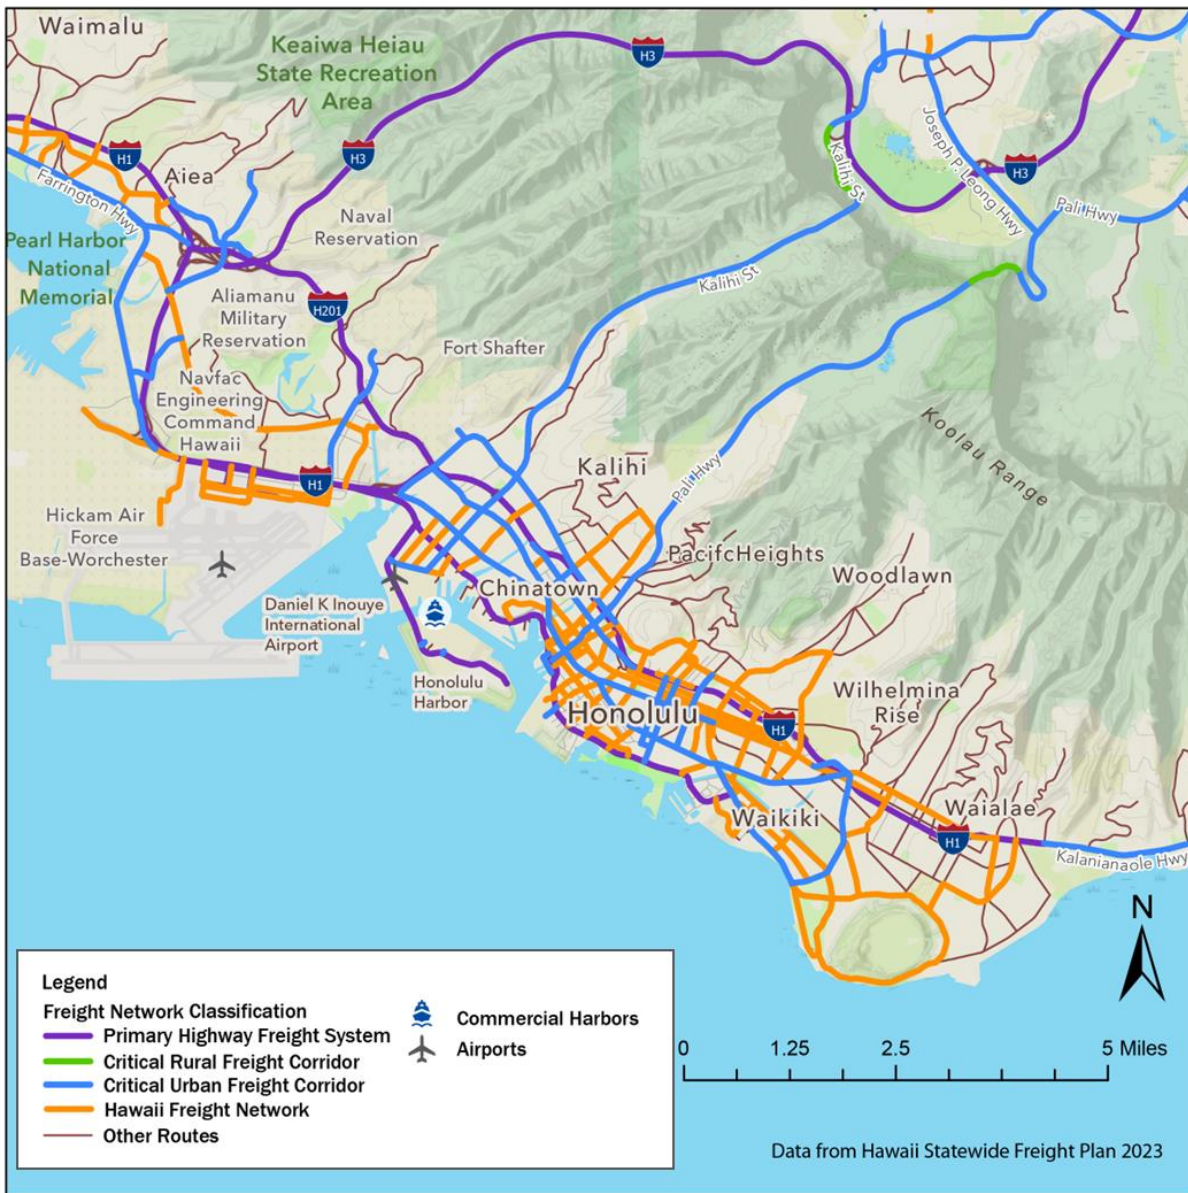 Waimalu
Keaiwa Heiau
State Recreation
Area
H3
H1
H3
Aiea
Farrington Hwy
Naval
Reservation
Kalihi St
Joseph P. Leong Hwy
H3
Pali Hwy
Pearl Harbor
National
Memorial
Aliamanu
Military
Reservation
H201
Kalihi St
Fort Shafter
Navfac
Engineering
Command
Hawaii
Koolau Range
H1
Kalihi
Pali Hwy
Hickam Air
Force
Base-Worchester
PacifcHeights
Woodlawn
Chinatown
Daniel K Inouye
International
Airport
Honolulu
Harbor
Wilhelmina
Rise
Honolulu
H1
Waikiki
Waialae
H1
Kalanianaole Hwy
N
Legend
Freight Network Classification
Primary Highway Freight System
Critical Rural Freight Corridor
Critical Urban Freight Corridor
Hawaii Freight Network
Other Routes
Commercial Harbors
Airports
0 1.25 2.5 5 Miles
Data from Hawaii Statewide Freight Plan 2023